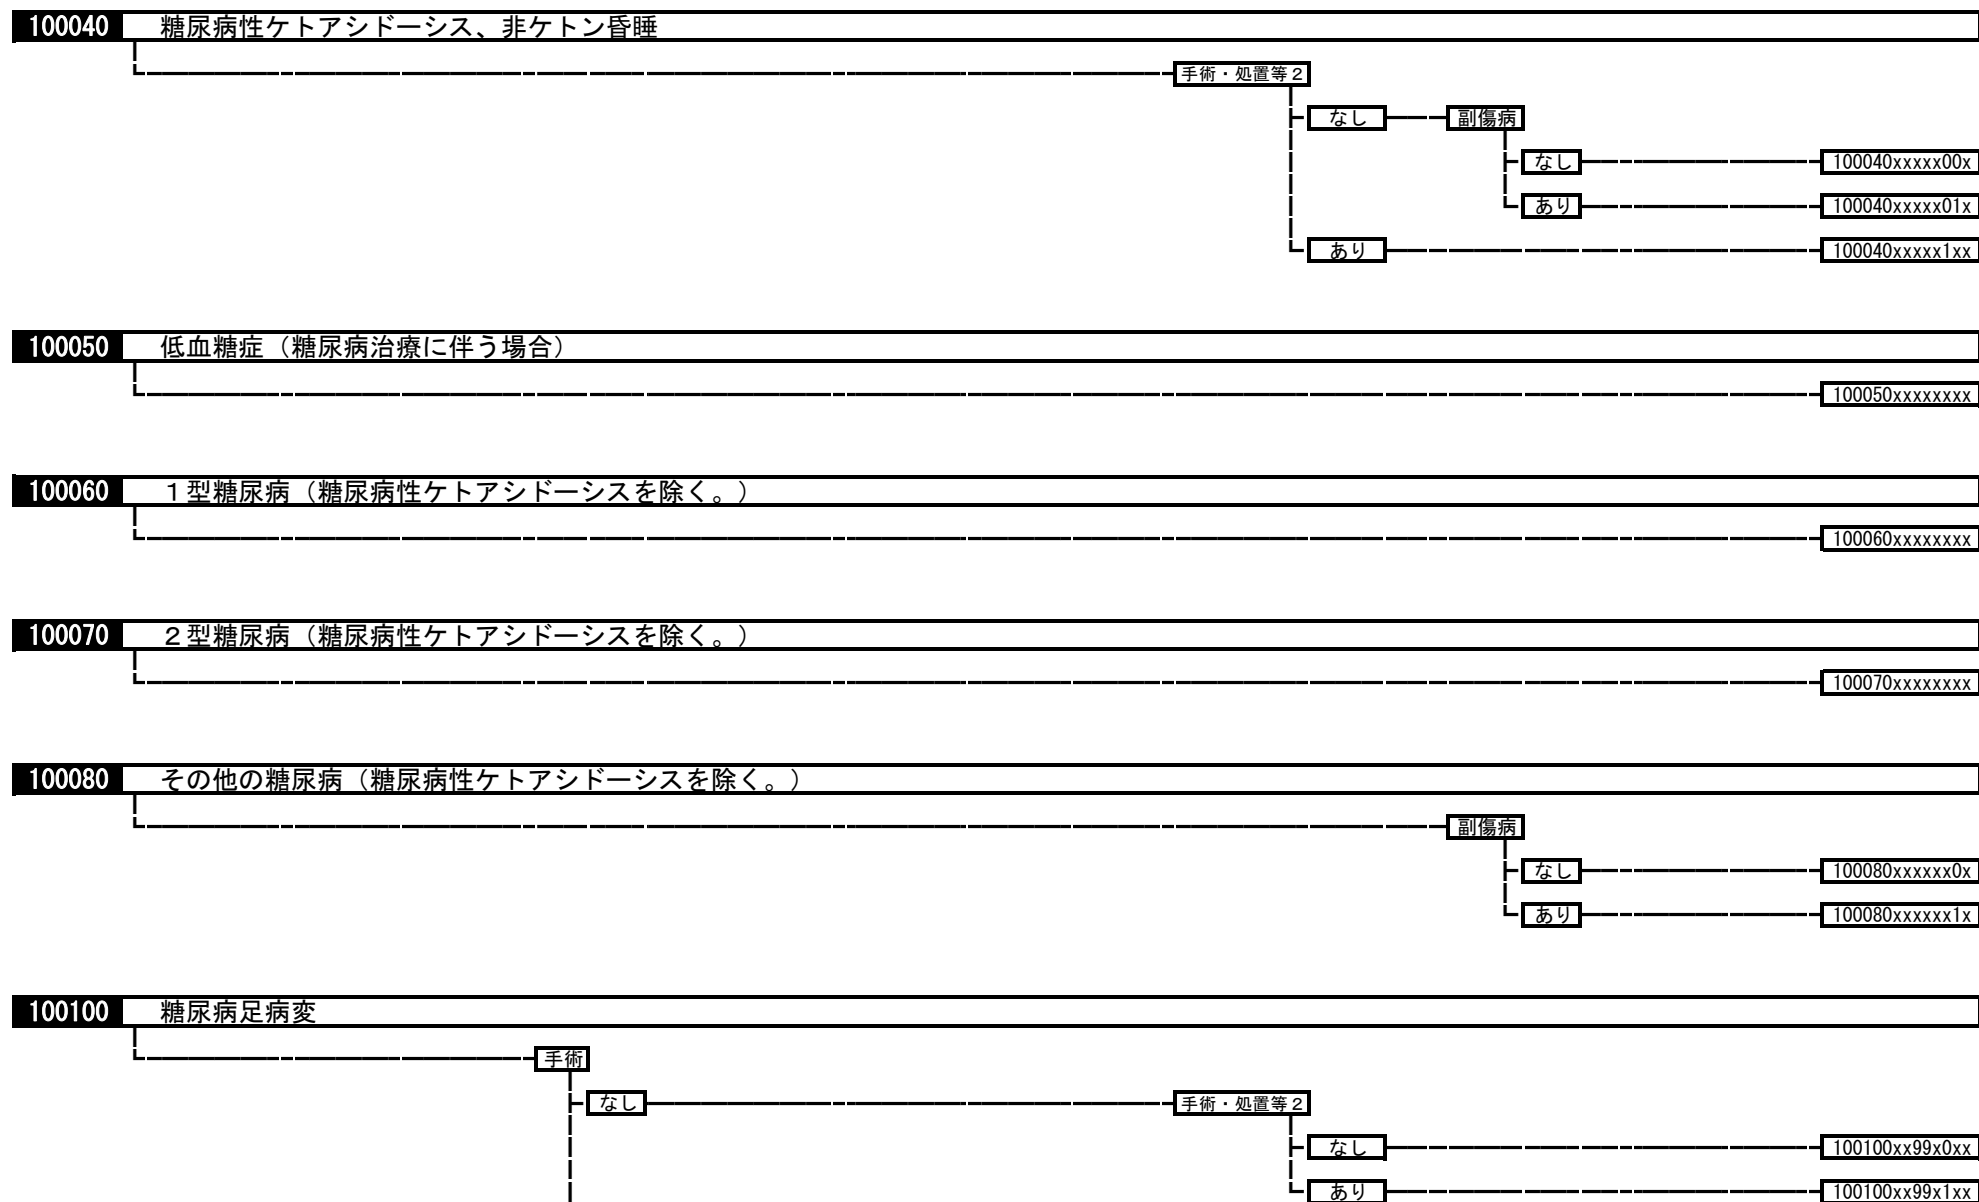 100040 糖尿病性ケトアシドーシス、非ケトン昏睡
手術・処置等２
なし 副傷病
なし 100040xxxxx00x
あり 100040xxxxx01x
あり 100040xxxxx1xx
100050 低血糖症（糖尿病治療に伴う場合）
100050xxxxxxxx
100060 １型糖尿病（糖尿病性ケトアシドーシスを除く。）
100060xxxxxxxx
100070 ２型糖尿病（糖尿病性ケトアシドーシスを除く。）
100070xxxxxxxx
100080 その他の糖尿病（糖尿病性ケトアシドーシスを除く。）
副傷病
なし 100080xxxxxx0x
あり 100080xxxxxx1x
100100 糖尿病足病変
手術
なし 手術・処置等２
なし 100100xx99x0xx
あり 100100xx99x1xx